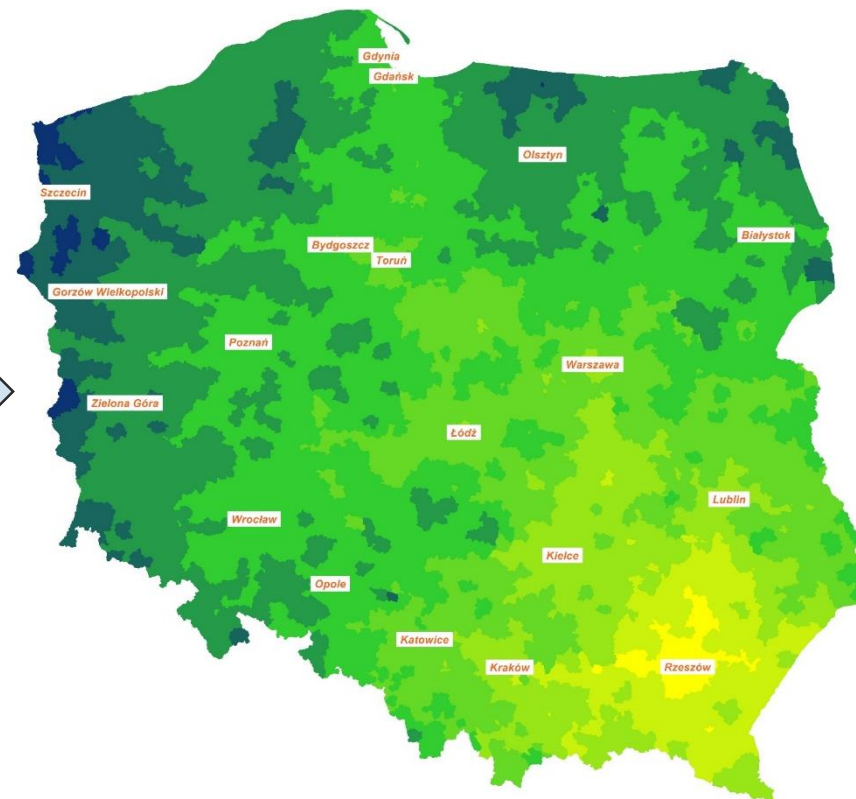 Gdynia
Gdańsk
Olsztyn
Szczecin
Białystok
Bydgoszcz
Toruń
Gorzów Wielkopolski
Poznań
Warszawa
Zielona Góra
Łódź
Lublin
Wrocław
Kielce
Opole
Katowice
Kraków
Rzeszów